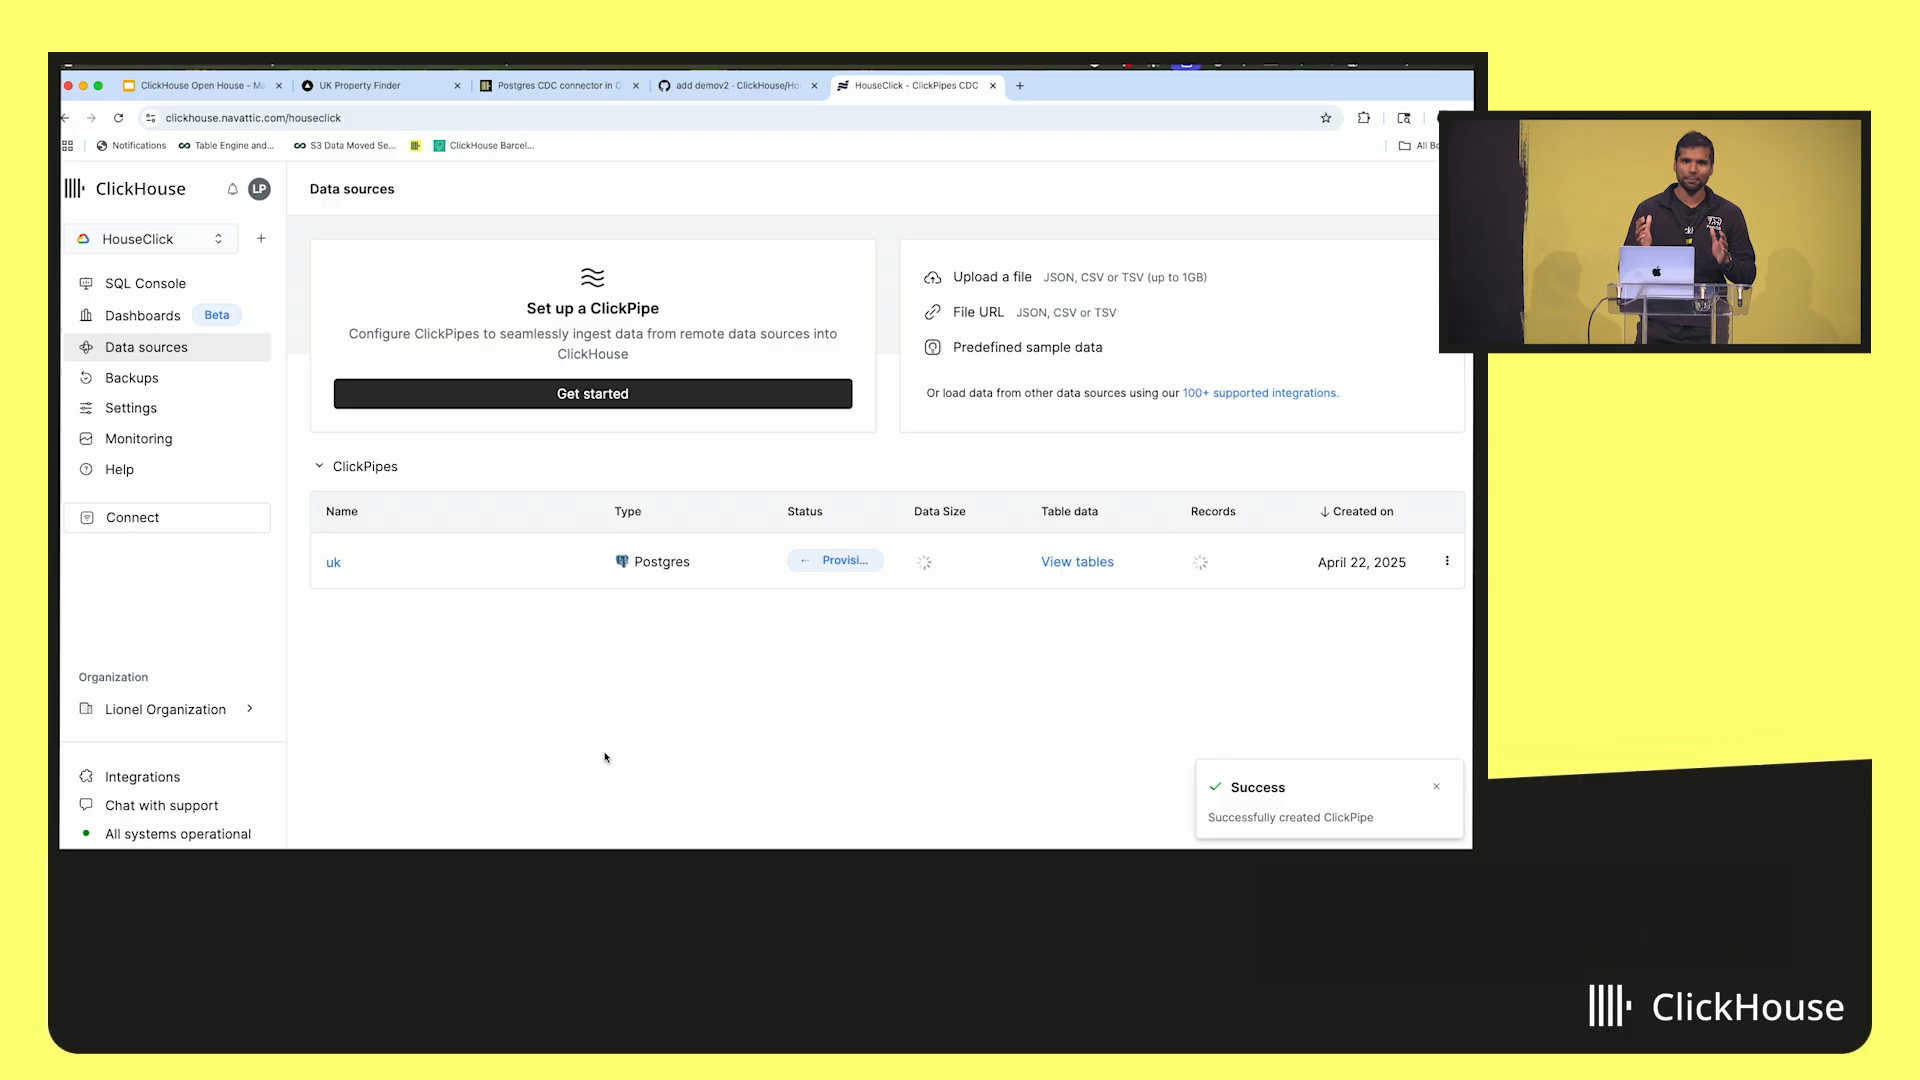 ClickHouse Open House - Ma
UK Property Finder
Postgres CDC connector in C
add demov2 · ClickHouse/Ho
HouseClick - ClickPipes CDC
clickhouse.navattic.com/houseclick
Notifications
Table Engine and...
S3 Data Moved Se...
ClickHouse Barcel...
All Bo
ClickHouse
LP
Data sources
HouseClick
SQL Console
Dashboards
Beta
Data sources
Backups
Settings
Monitoring
Help
Connect
Organization
Lionel Organization
Integrations
Chat with support
All systems operational
Set up a ClickPipe
Configure ClickPipes to seamlessly ingest data from remote data sources into
ClickHouse
Get started
Upload a file JSON, CSV or TSV (up to 1GB)
File URL JSON, CSV or TSV
Predefined sample data
Or load data from other data sources using our 100+ supported integrations.
ClickPipes
Name Type Status Data Size Table data Records Created on
uk Postgres Provisi... View tables April 22, 2025
Success
Successfully created ClickPipe
ClickHouse